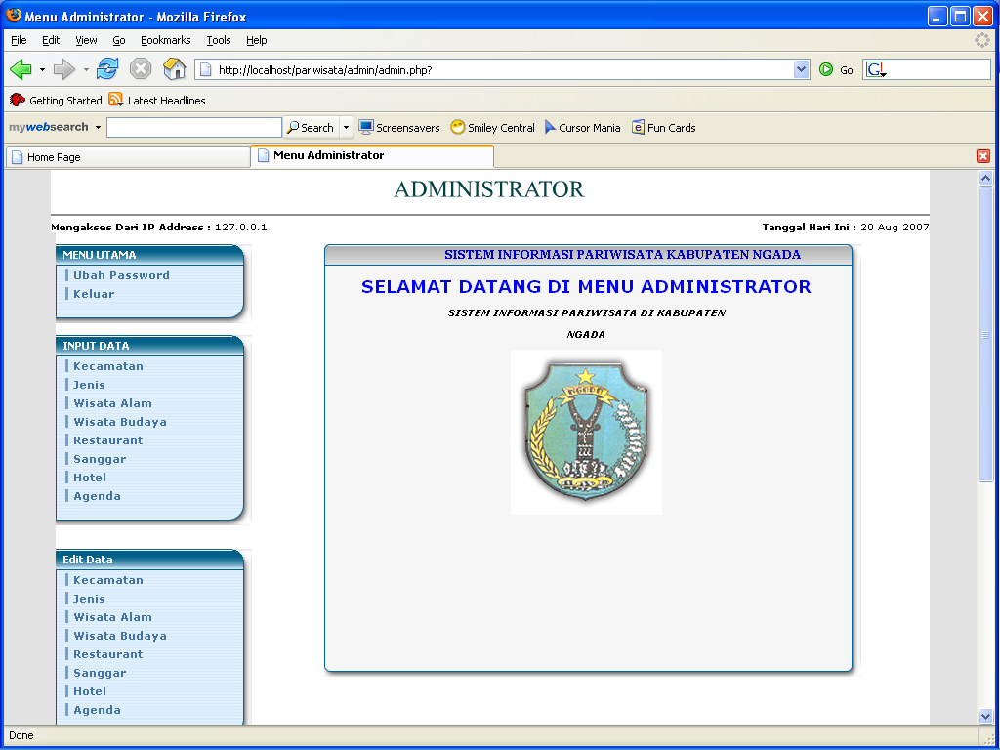 Menu Administrator - Mozilla Firefox
File Edit View Go Bookmarks Tools Help
http://localhost/pariwisata/admin/admin.php? Go G
Getting Started Latest Headlines
mywebsearch Search Screensavers Smiley Central Cursor Mania Fun Cards
Home Page Menu Administrator
ADMINISTRATOR
Mengakses Dari IP Address : 127.0.0.1 Tanggal Hari Ini : 20 Aug 2007
MENU UTAMA
Ubah Password
Keluar
INPUT DATA
Kecamatan
Jenis
Wisata Alam
Wisata Budaya
Restaurant
Sanggar
Hotel
Agenda
Edit Data
Kecamatan
Jenis
Wisata Alam
Wisata Budaya
Restaurant
Sanggar
Hotel
Agenda
SISTEM INFORMASI PARIWISATA KABUPATEN NGADA
SELAMAT DATANG DI MENU ADMINISTRATOR
SISTEM INFORMASI PARIWISATA DI KABUPATEN
NGADA
NGADA
Done